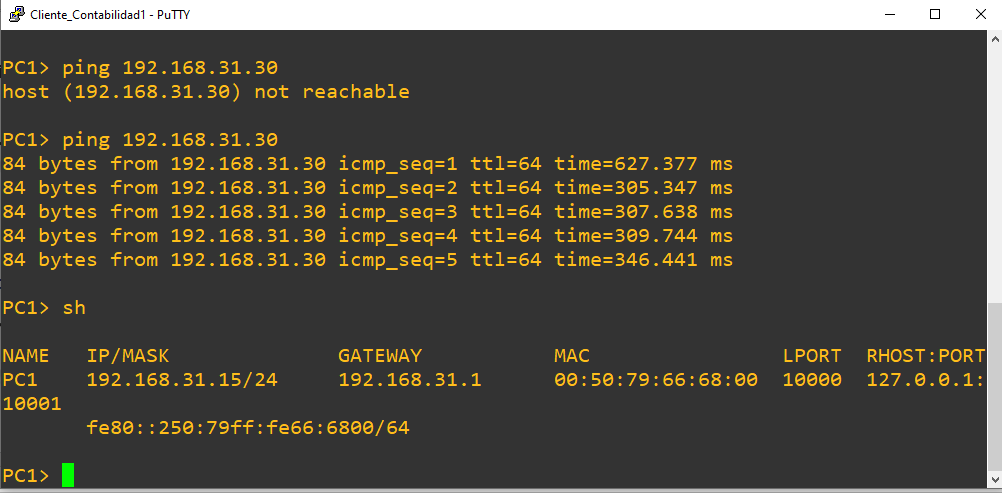 Cliente_Contabilidad1 - PuTTY
PC1> ping 192.168.31.30
host (192.168.31.30) not reachable
PC1> ping 192.168.31.30
84 bytes from 192.168.31.30 icmp_seq=1 ttl=64 time=627.377 ms
84 bytes from 192.168.31.30 icmp_seq=2 ttl=64 time=305.347 ms
84 bytes from 192.168.31.30 icmp_seq=3 ttl=64 time=307.638 ms
84 bytes from 192.168.31.30 icmp_seq=4 ttl=64 time=309.744 ms
84 bytes from 192.168.31.30 icmp_seq=5 ttl=64 time=346.441 ms
PC1> sh
NAME   IP/MASK              GATEWAY           MAC                LPORT  RHOST:PORT
PC1    192.168.31.15/24     192.168.31.1      00:50:79:66:68:00  10000  127.0.0.1:
10001
       fe80::250:79ff:fe66:6800/64
PC1>